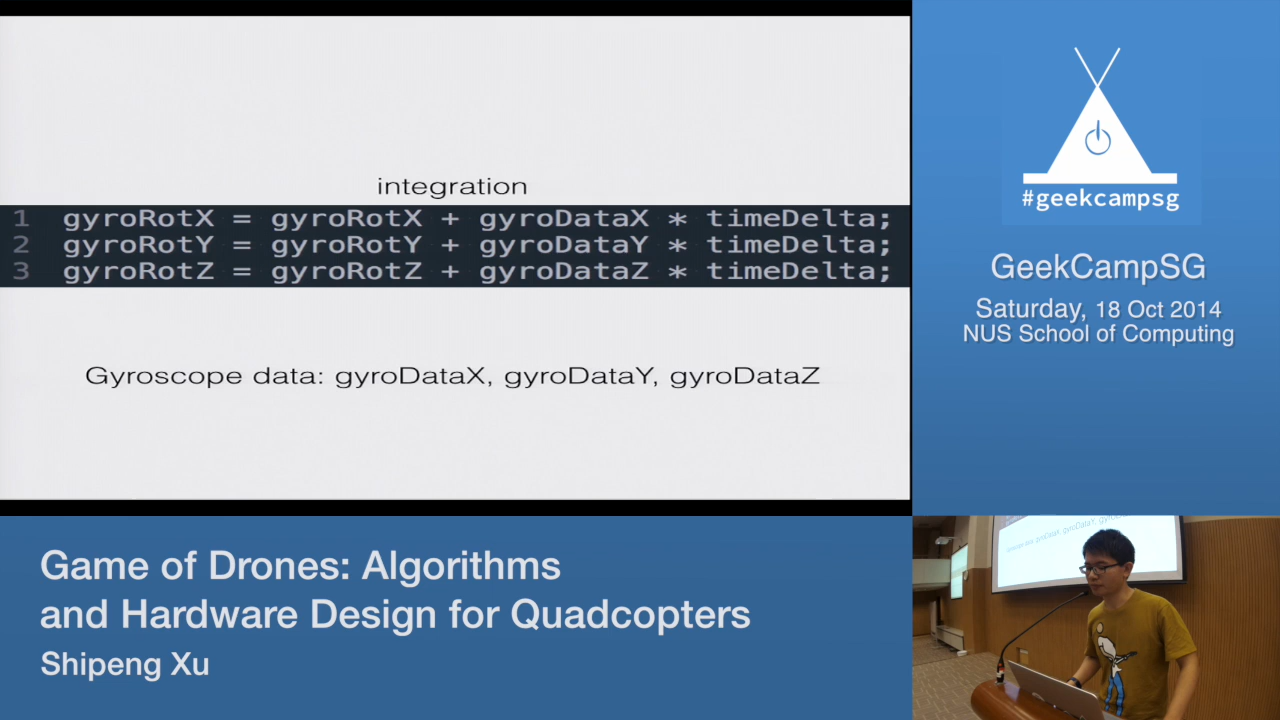 integration
1 gyroRotX = gyroRotX + gyroDataX * timeDelta;
2 gyroRotY = gyroRotY + gyroDataY * timeDelta;
3 gyroRotZ = gyroRotZ + gyroDataZ * timeDelta;
Gyroscope data: gyroDataX, gyroDataY, gyroDataZ
#geekcampsg
GeekCampSG
Saturday, 18 Oct 2014
NUS School of Computing
Game of Drones: Algorithms
and Hardware Design for Quadcopters
Shipeng Xu